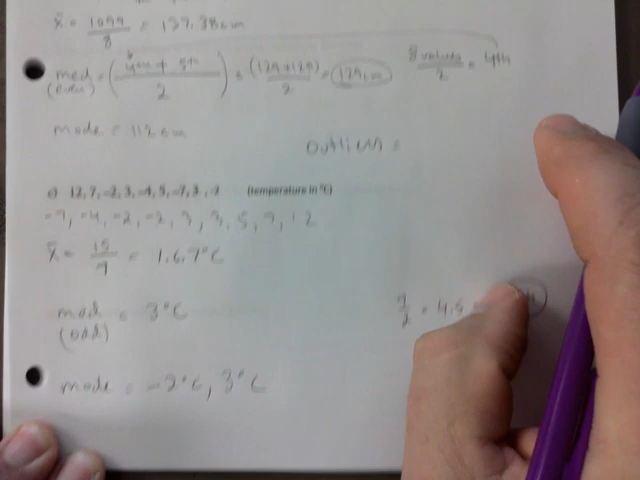 x̄ = 1099/8 = 137.38cm
med (even) = ( 4th + 5th / 2 ) = (129+129)/2 = 129cm 8 values/2 = 4th
mode = 112cm
outliers =
c) 12, 7, -2, 3, -4, 5, -7, 3, -2 (temperature in °C)
-7, -4, -2, -2, 3, 3, 5, 7, 12
x̄ = 15/9 = 1.67°C
med (odd) = 3°C 9/2 = 4.5
mode = -2°C, 3°C